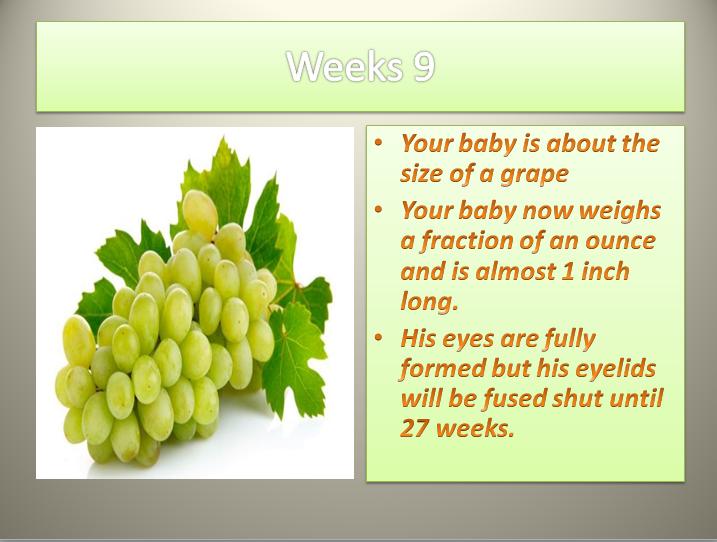 Weeks 9
• Your baby is about the
size of a grape
• Your baby now weighs
a fraction of an ounce
and is almost 1 inch
long.
• His eyes are fully
formed but his eyelids
will be fused shut until
27 weeks.